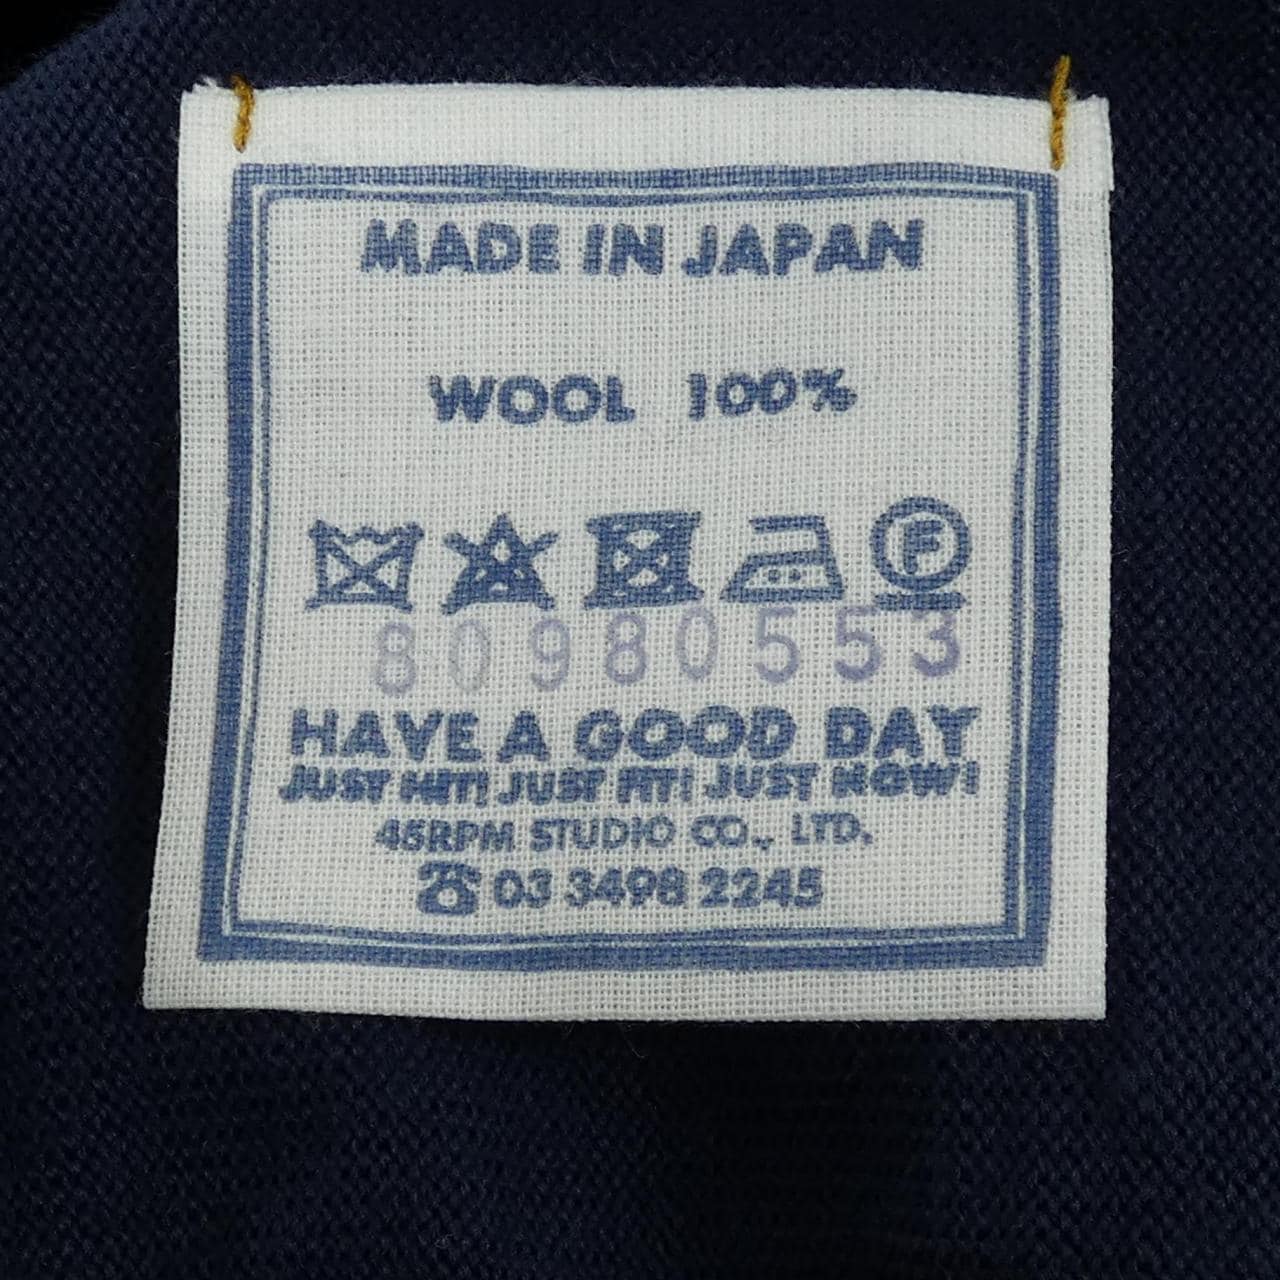 MADE IN JAPAN
WOOL 100%
F
80980553
HAVE A GOOD DAY
JUST HIT! JUST FIT! JUST NOW!
45RPM STUDIO CO., LTD.
☎ 03 3498 2245